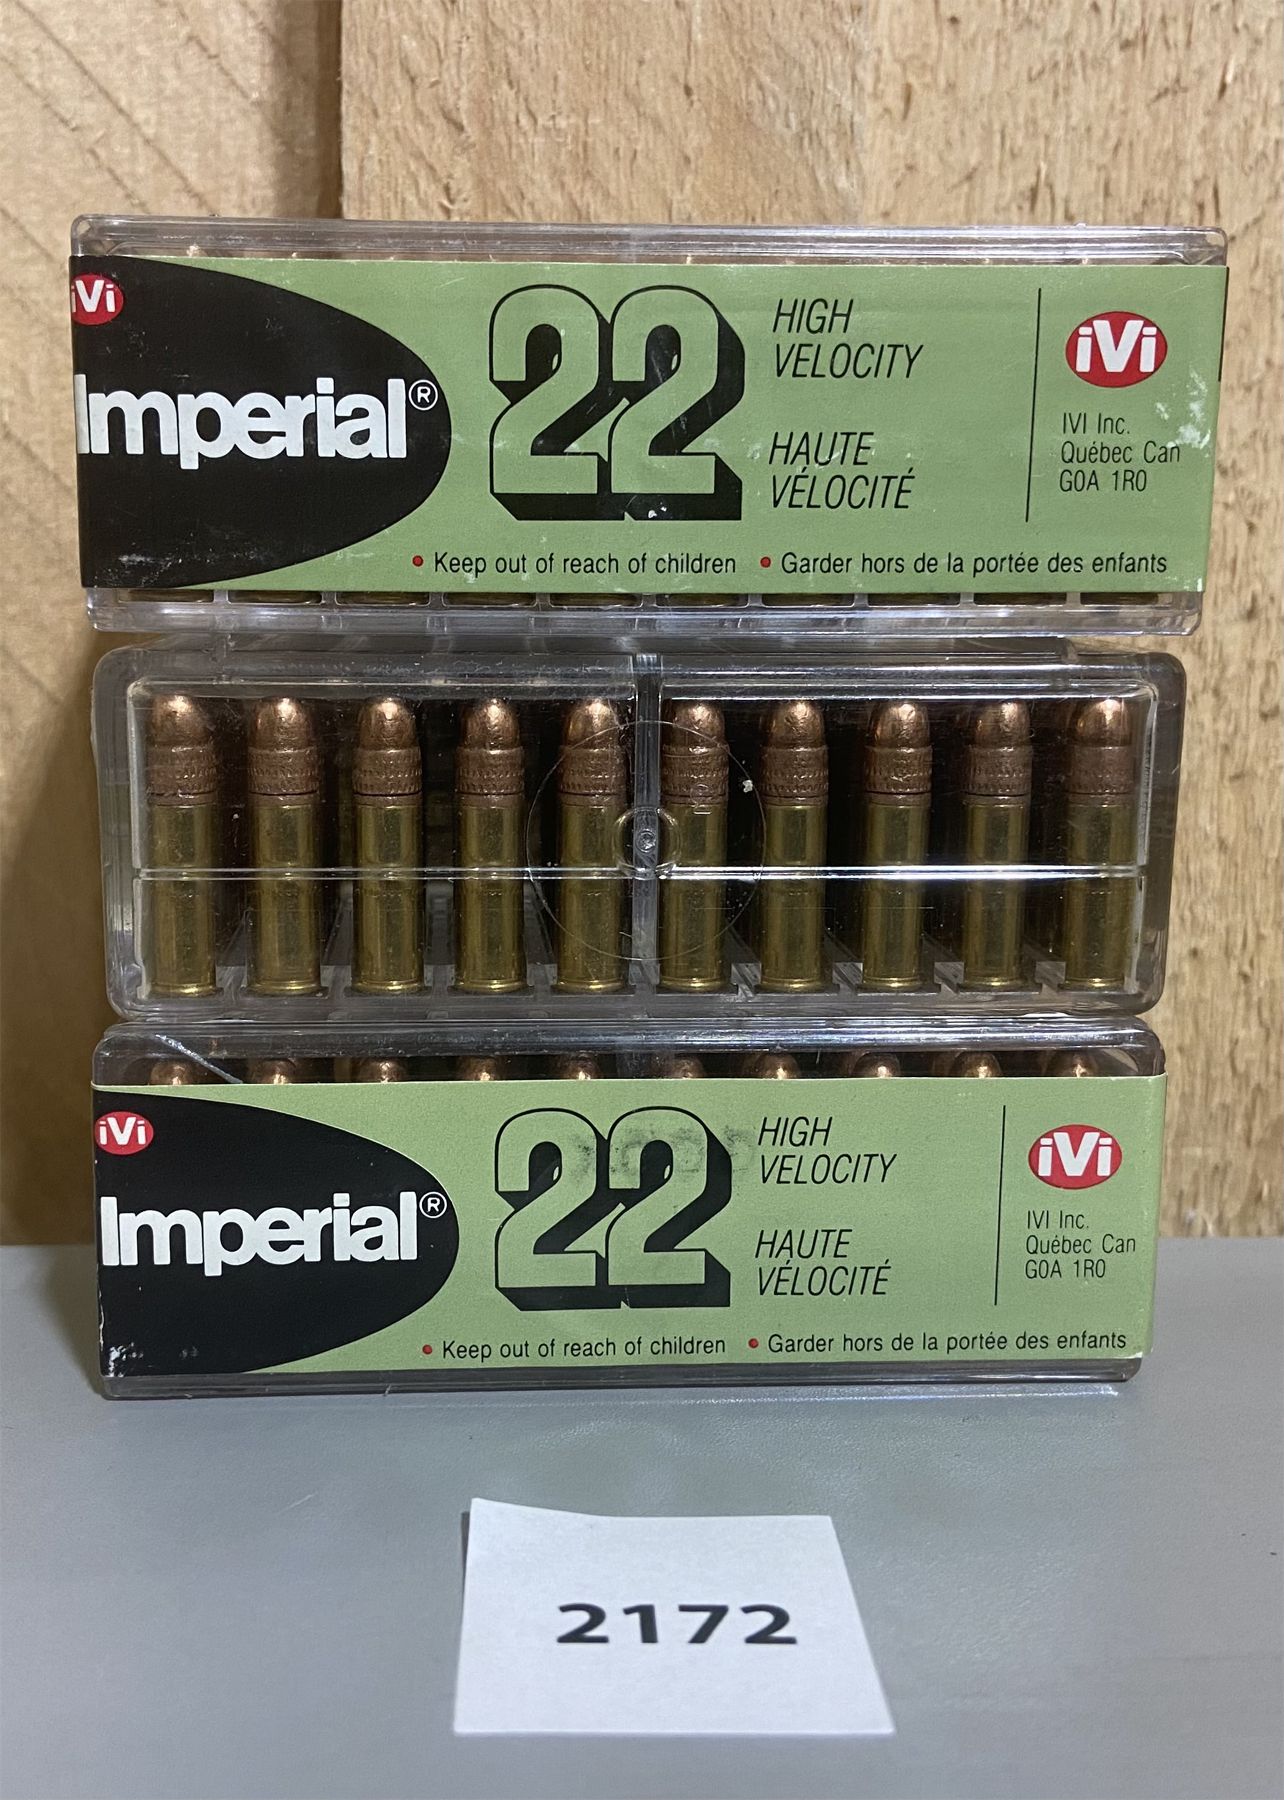 iVi
Imperial®
22
HIGH
VELOCITY
HAUTE
VÉLOCITÉ
iVi
IVI Inc.
Québec Can
G0A 1R0
• Keep out of reach of children • Garder hors de la portée des enfants
iVi
Imperial®
22
HIGH
VELOCITY
HAUTE
VÉLOCITÉ
iVi
IVI Inc.
Québec Can
G0A 1R0
• Keep out of reach of children • Garder hors de la portée des enfants
2172